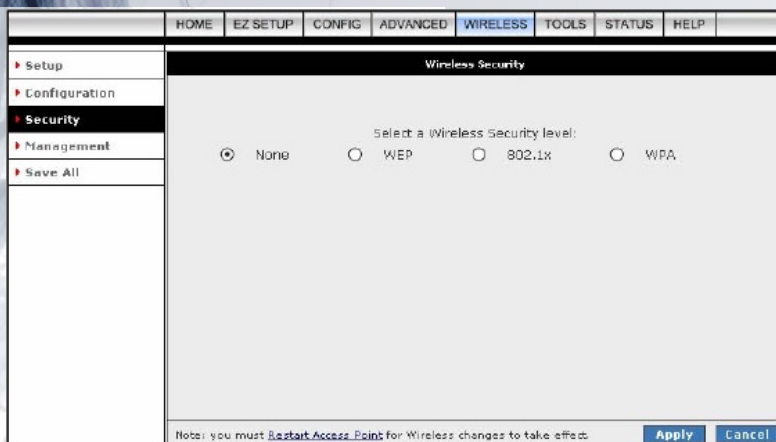 HOME EZ SETUP CONFIG ADVANCED WIRELESS TOOLS STATUS HELP
Setup
Configuration
Security
Management
Save All
Wireless Security
Select a Wireless Security level:
None WEP 802.1x WPA
Note: you must Restart Access Point for Wireless changes to take effect.
Apply Cancel